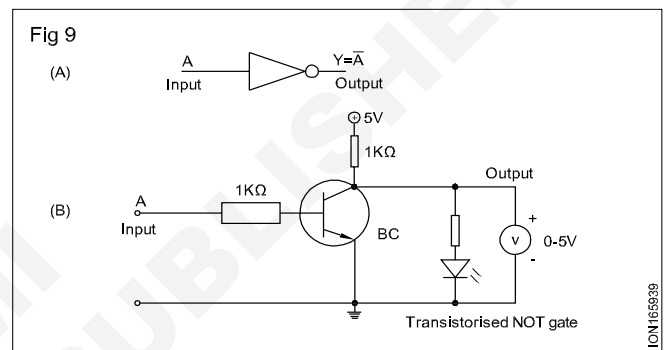 Fig 9
(A)
A
Input
Y=A̅
Output
5V
1KΩ
Output
(B)
A
Input
1KΩ
BC
+
V
-
0-5V
Transistorised NOT gate
ION165939